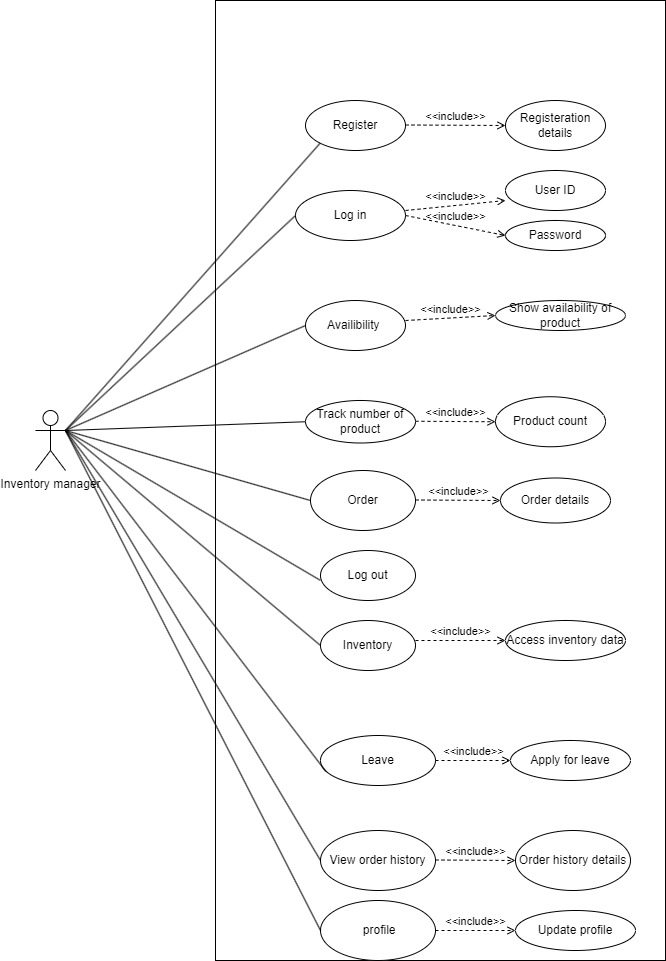 Register
<<include>>
Registeration
details
Log in
<<include>>
<<include>>
User ID
Password
Availibility
<<include>>
Show availability of
product
Track number of
product
<<include>>
Product count
Inventory manager
Order
<<include>>
Order details
Log out
Inventory
<<include>>
Access inventory data
Leave
<<include>>
Apply for leave
View order history
<<include>>
Order history details
profile
<<include>>
Update profile